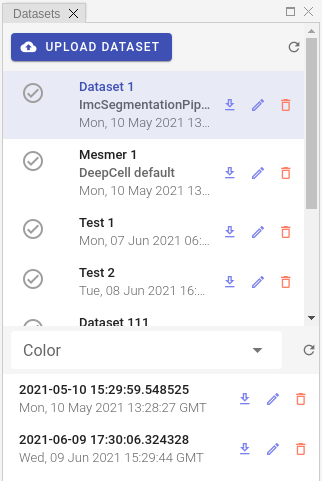 Datasets
UPLOAD DATASET
Dataset 1
ImcSegmentationPip...
Mon, 10 May 2021 13...
Mesmer 1
DeepCell default
Mon, 10 May 2021 13...
Test 1
Mon, 07 Jun 2021 06:...
Test 2
Tue, 08 Jun 2021 16:...
Dataset 111
Color
2021-05-10 15:29:59.548525
Mon, 10 May 2021 13:28:27 GMT
2021-06-09 17:30:06.324328
Wed, 09 Jun 2021 15:29:44 GMT